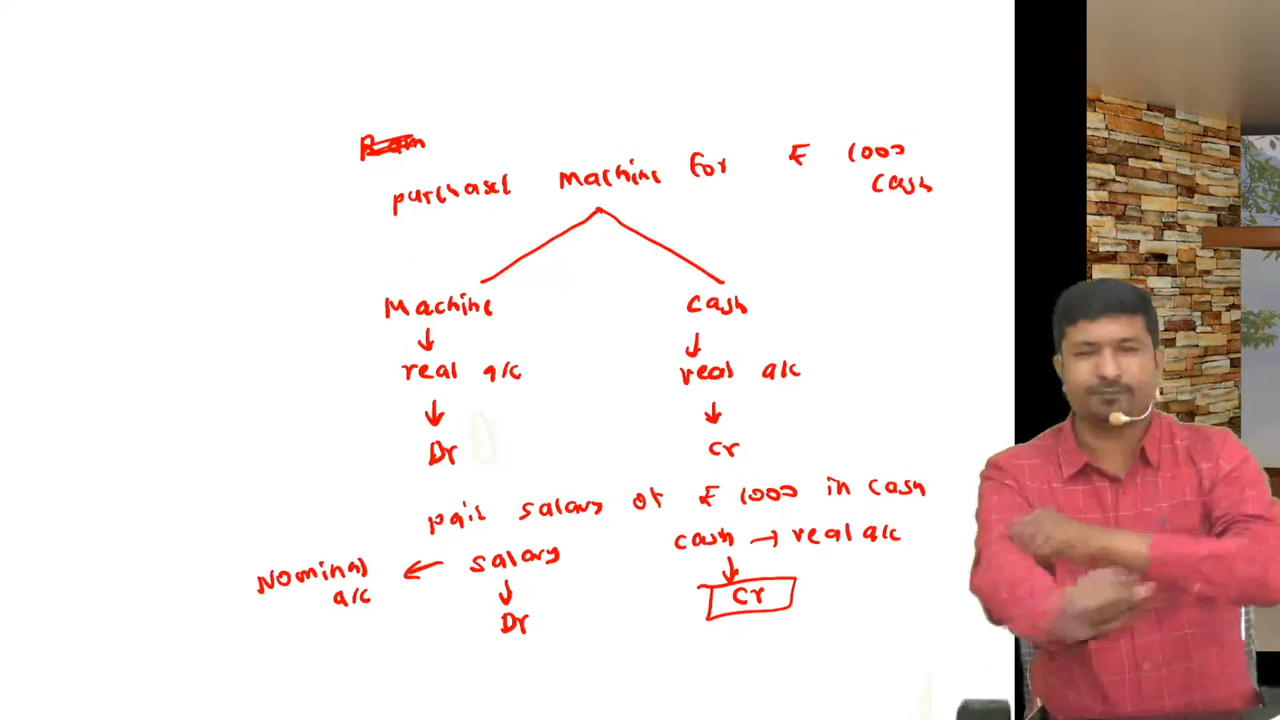 purchased machine for ₹ 1000
cash
Machine cash
real a/c real a/c
Dr Cr
paid salary of ₹ 1000 in cash
Nominal a/c salary cash → real a/c
Dr Cr